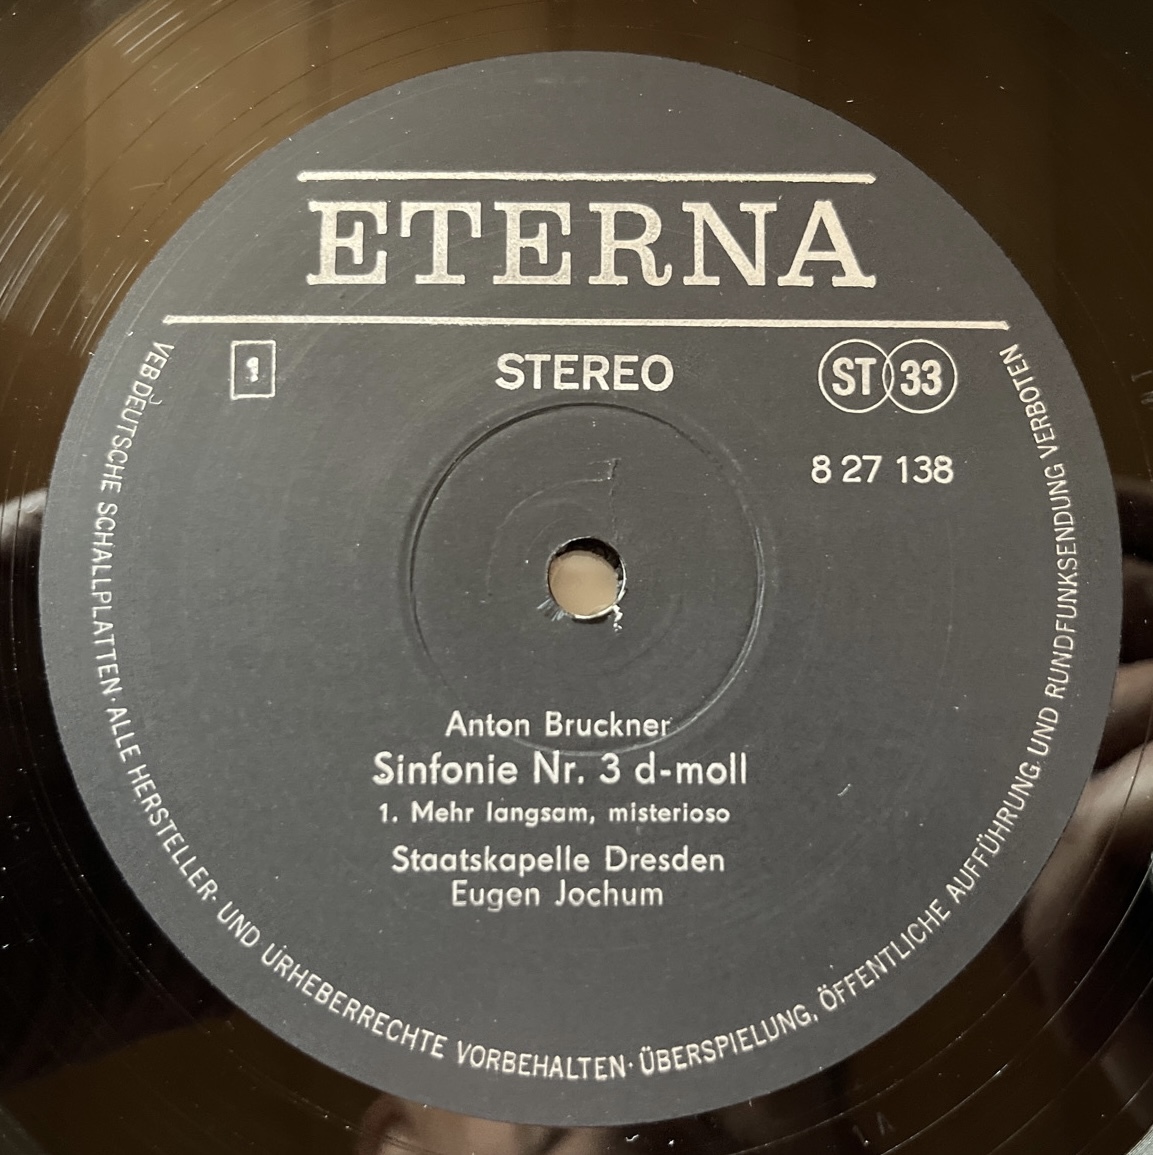 ETERNA
1
STEREO
ST 33
8 27 138
Anton Bruckner
Sinfonie Nr. 3 d-moll
1. Mehr langsam, misterioso
Staatskapelle Dresden
Eugen Jochum
VEB DEUTSCHE SCHALLPLATTEN · ALLE HERSTELLER- UND URHEBERRECHTE VORBEHALTEN · ÜBERSPIELUNG, ÖFFENTLICHE AUFFÜHRUNG UND RUNDFUNKSENDUNG VERBOTEN